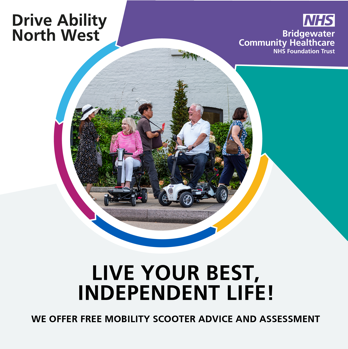 Drive Ability
North West
NHS
Bridgewater
Community Healthcare
NHS Foundation Trust
LIVE YOUR BEST,
INDEPENDENT LIFE!
WE OFFER FREE MOBILITY SCOOTER ADVICE AND ASSESSMENT